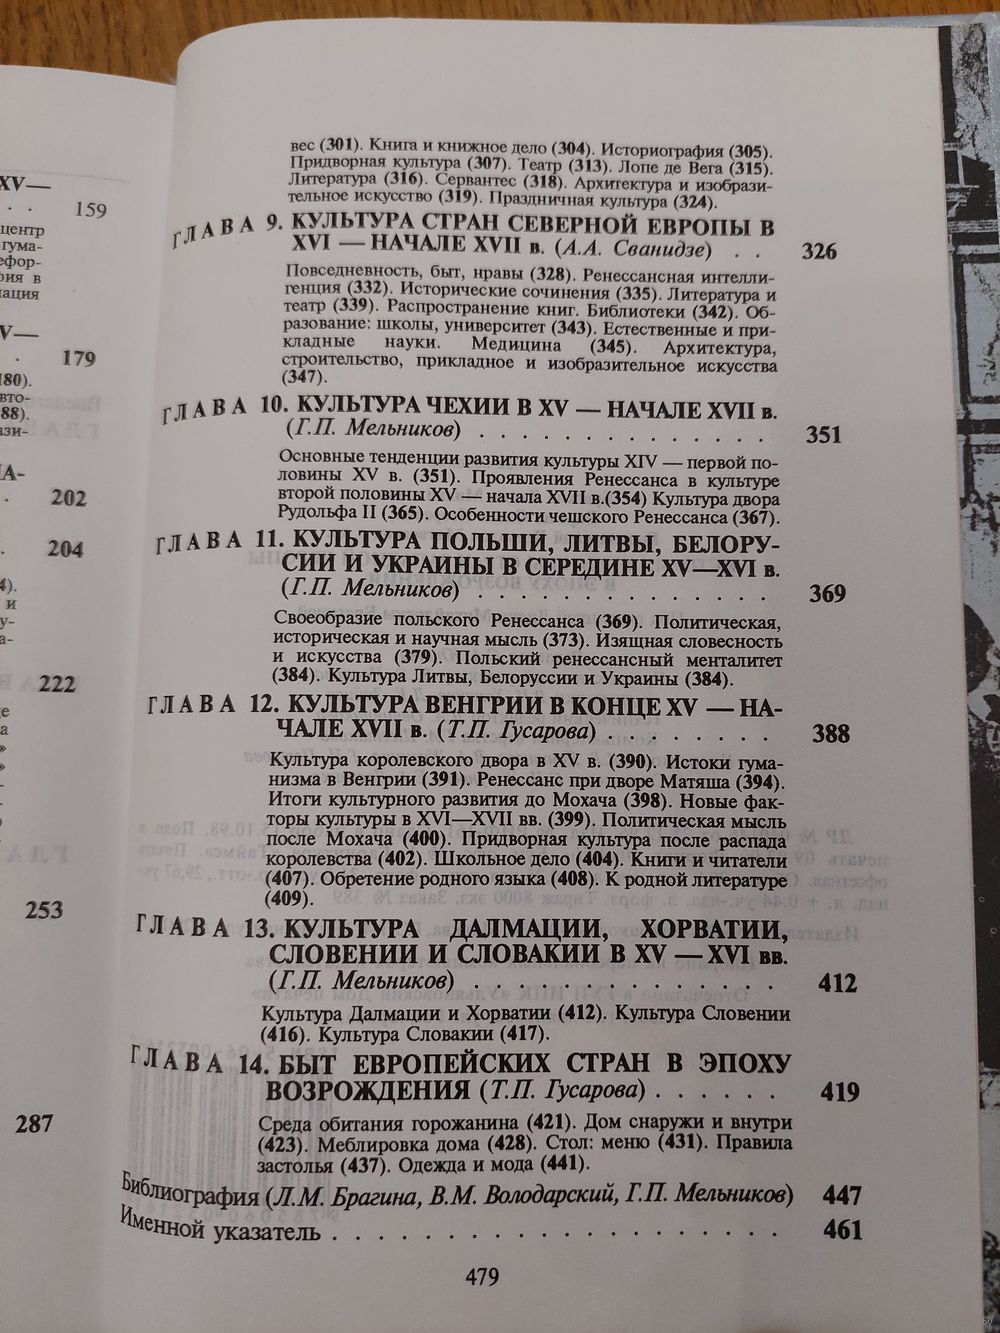 XV—
159
центр
гума-
ефор-
фия в
мация
V—
179
180).
вто-
88).
ази-
НА-
202
204
4).
и
у-
а-
222
253
287
вес (301). Книга и книжное дело (304). Историография (305).
Придворная культура (307). Театр (313). Лопе де Вега (315).
Литература (316). Сервантес (318). Архитектура и изобрази-
тельное искусство (319). Праздничная культура (324).
ГЛАВА 9. КУЛЬТУРА СТРАН СЕВЕРНОЙ ЕВРОПЫ В
XVI — НАЧАЛЕ XVII в. (А.А. Сванидзе) . . 326
Повседневность, быт, нравы (328). Ренессансная интелли-
генция (332). Исторические сочинения (335). Литература и
театр (339). Распространение книг. Библиотеки (342). Об-
разование: школы, университет (343). Естественные и при-
кладные науки. Медицина (345). Архитектура,
строительство, прикладное и изобразительное искусства
(347).
ГЛАВА 10. КУЛЬТУРА ЧЕХИИ В XV — НАЧАЛЕ XVII в.
(Г.П. Мельников) . . . . . . . . . . . . . 351
Основные тенденции развития культуры XIV — первой по-
ловины XV в. (351). Проявления Ренессанса в культуре
второй половины XV — начала XVII в.(354) Культура двора
Рудольфа II (365). Особенности чешского Ренессанса (367).
ГЛАВА 11. КУЛЬТУРА ПОЛЬШИ, ЛИТВЫ, БЕЛОРУ-
СИИ И УКРАИНЫ В СЕРЕДИНЕ XV—XVI в.
(Г.П. Мельников) . . . . . . . . . . . . . 369
Своеобразие польского Ренессанса (369). Политическая,
историческая и научная мысль (373). Изящная словесность
и искусства (379). Польский ренессансный менталитет
(384). Культура Литвы, Белоруссии и Украины (384).
ГЛАВА 12. КУЛЬТУРА ВЕНГРИИ В КОНЦЕ XV — НА-
ЧАЛЕ XVII в. (Т.П. Гусарова) . . . . . . . . 388
Культура королевского двора в XV в. (390). Истоки гума-
низма в Венгрии (391). Ренессанс при дворе Матяша (394).
Итоги культурного развития до Мохача (398). Новые фак-
торы культуры в XVI—XVII вв. (399). Политическая мысль
после Мохача (400). Придворная культура после распада
королевства (402). Школьное дело (404). Книги и читатели
(407). Обретение родного языка (408). К родной литературе
(409).
ГЛАВА 13. КУЛЬТУРА ДАЛМАЦИИ, ХОРВАТИИ,
СЛОВЕНИИ И СЛОВАКИИ В XV — XVI вв.
(Г.П. Мельников) . . . . . . . . . . . . . . 412
Культура Далмации и Хорватии (412). Культура Словении
(416). Культура Словакии (417).
ГЛАВА 14. БЫТ ЕВРОПЕЙСКИХ СТРАН В ЭПОХУ
ВОЗРОЖДЕНИЯ (Т.П. Гусарова) . . . . . . 419
Среда обитания горожанина (421). Дом снаружи и внутри
(423). Меблировка дома (428). Стол: меню (431). Правила
застолья (437). Одежда и мода (441).
Библиография (Л.М. Брагина, В.М. Володарский, Г.П. Мельников) 447
Именной указатель . . . . . . . . . . . . . . . . . . . . 461
479